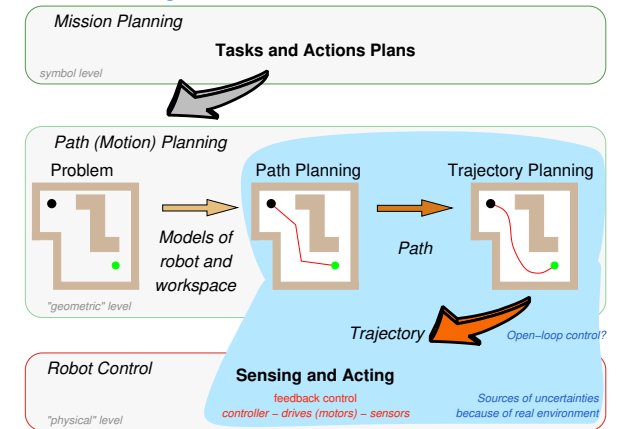 Mission Planning
Tasks and Actions Plans
symbol level
Path (Motion) Planning
Problem
Path Planning
Trajectory Planning
Models of
robot and
workspace
Path
"geometric" level
Trajectory
Open−loop control?
Robot Control
Sensing and Acting
feedback control
controller − drives (motors) − sensors
Sources of uncertainties
because of real environment
"physical" level